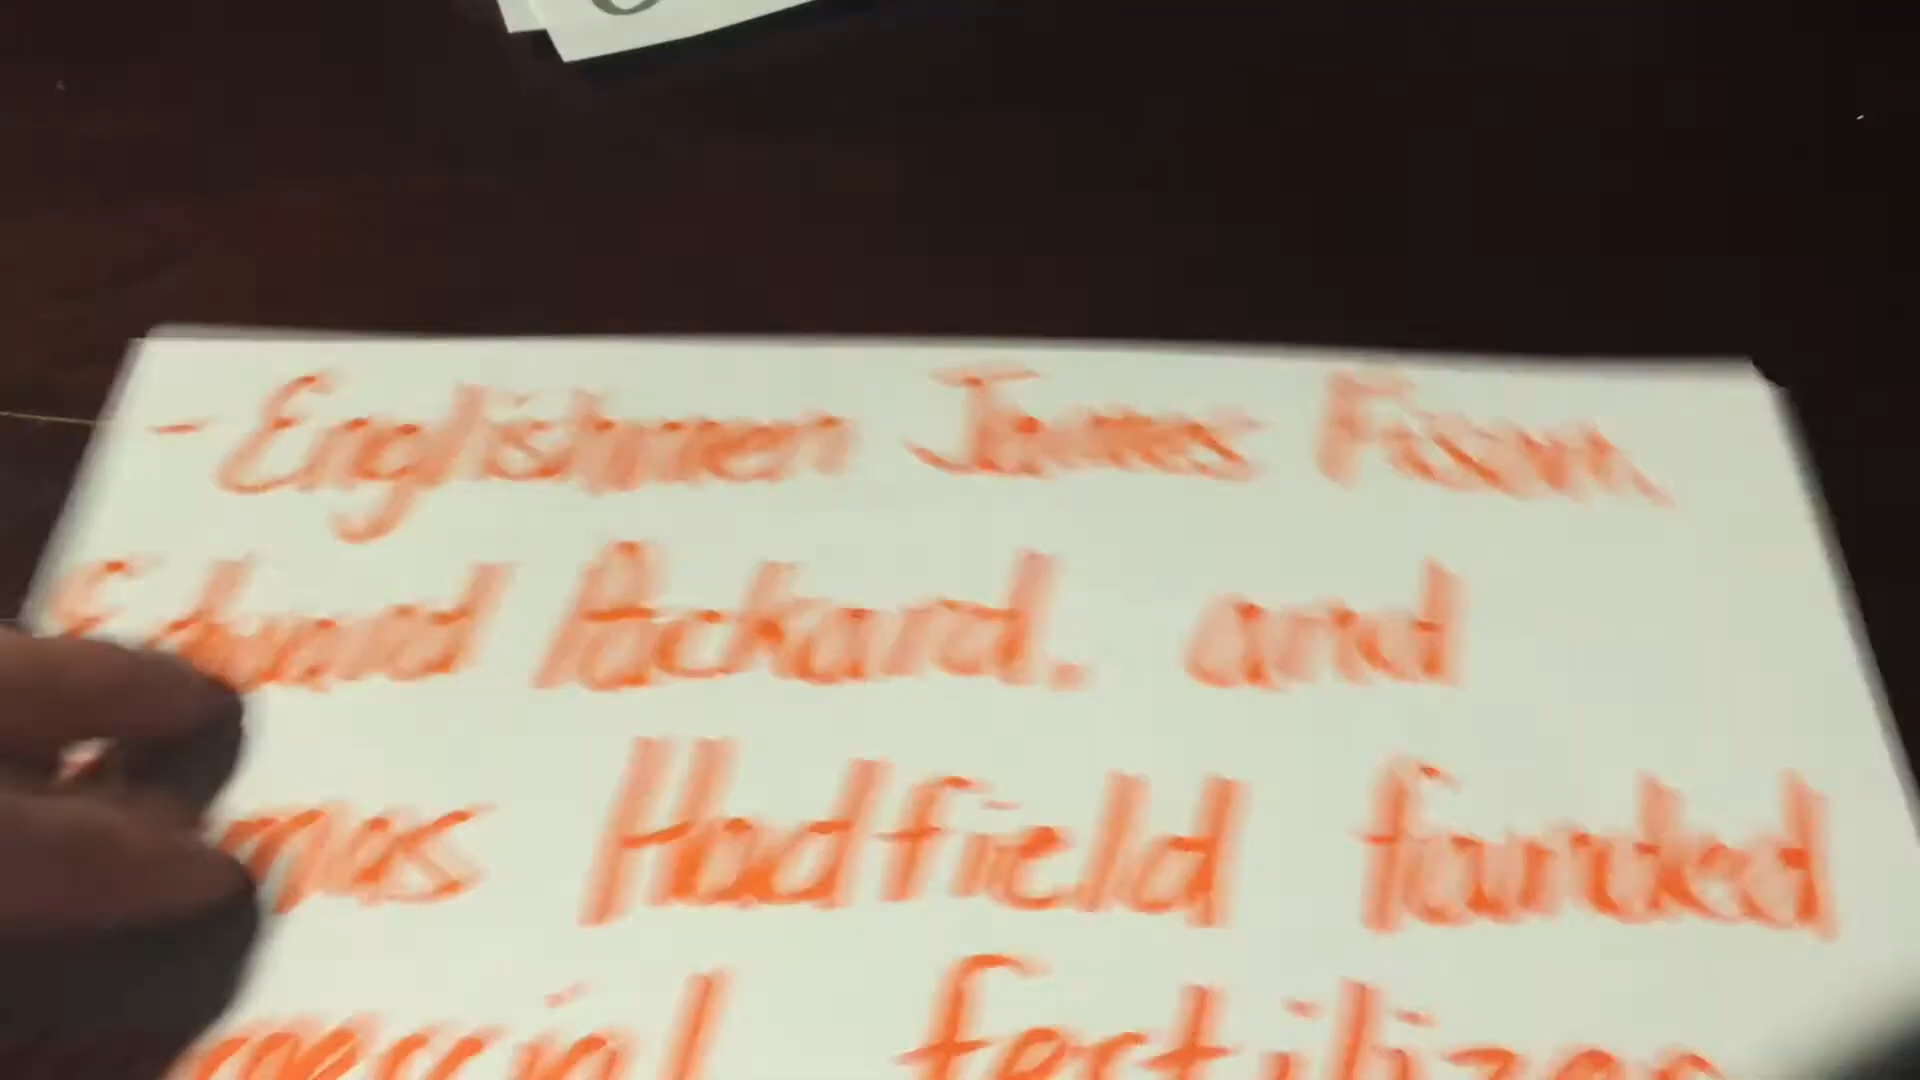 - Englishmen James Fison,
Edward Packard, and
Hadfield founded
fertilizer